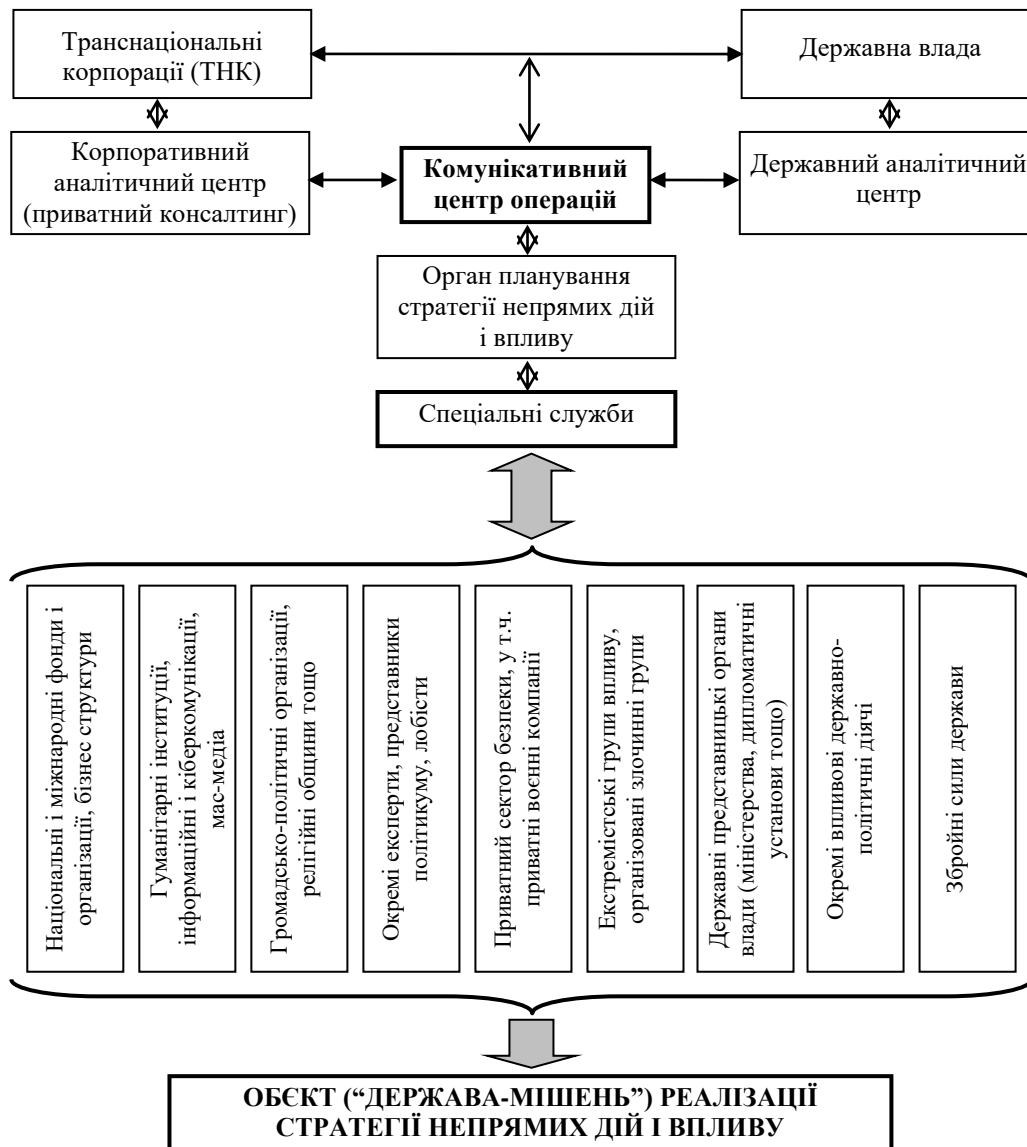 Транснаціональні
корпорації (ТНК)
Державна влада
Корпоративний
аналітичний центр
(приватний консалтинг)
Комунікативний
центр операцій
Державний аналітичний
центр
Орган планування
стратегії непрямих дій
і впливу
Спеціальні служби
Національні і міжнародні фонди і
організації, бізнес структури
Гуманітарні інституції,
інформаційні і кіберкомунікації,
мас-медіа
Громадсько-політичні організації,
релігійні общини тощо
Окремі експерти, представники
політикуму, лобісти
Приватний сектор безпеки, у т.ч.
приватні воєнні компанії
Екстремістські групи впливу,
організовані злочинні групи
Державні представницькі органи
влади (міністерства, дипломатичні
установи тощо)
Окремі впливові державно-
політичні діячі
Збройні сили держави
ОБЄКТ (“ДЕРЖАВА-МІШЕНЬ”) РЕАЛІЗАЦІЇ
СТРАТЕГІЇ НЕПРЯМИХ ДІЙ І ВПЛИВУ